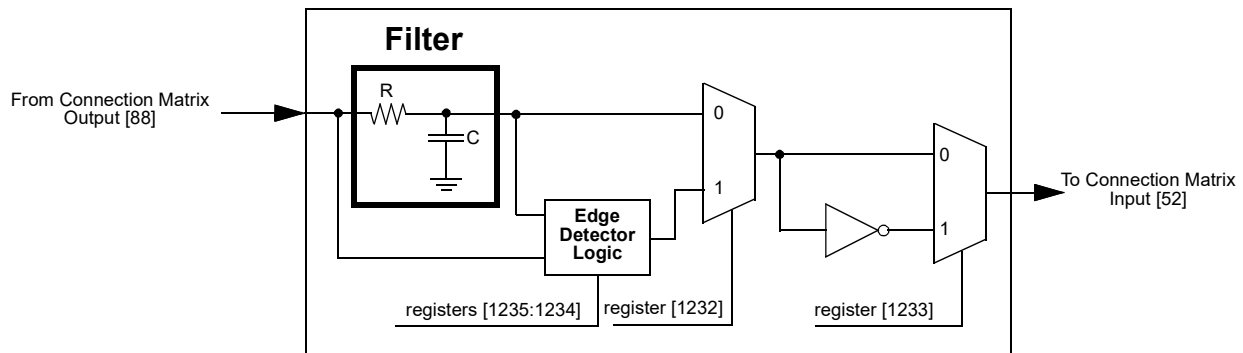 Filter
From Connection Matrix
Output [88]
R
C
0
1
Edge
Detector
Logic
0
1
To Connection Matrix
Input [52]
registers [1235:1234]
register [1232]
register [1233]